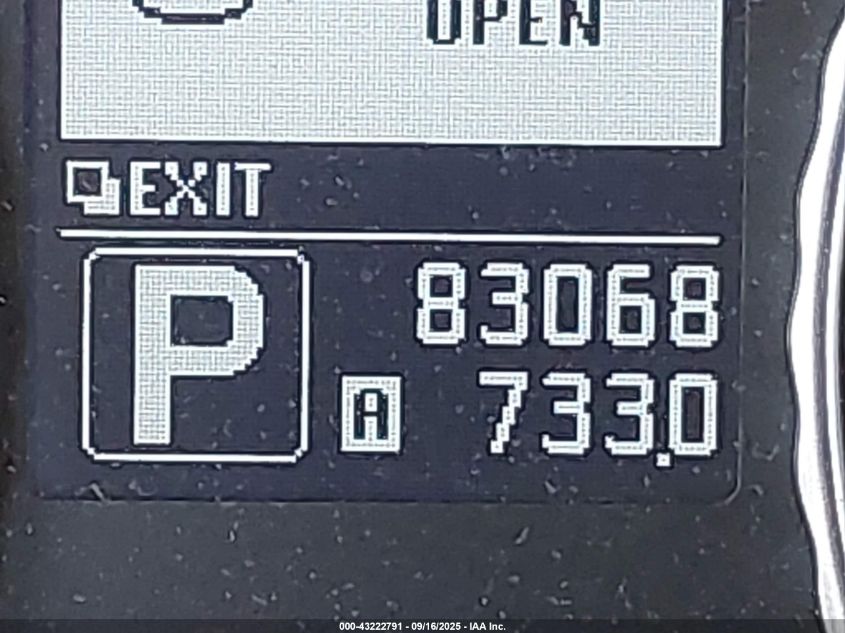 OPEN
EXIT
P
83068
A 733.0
000-43222791 - 09/16/2025 - IAA Inc.